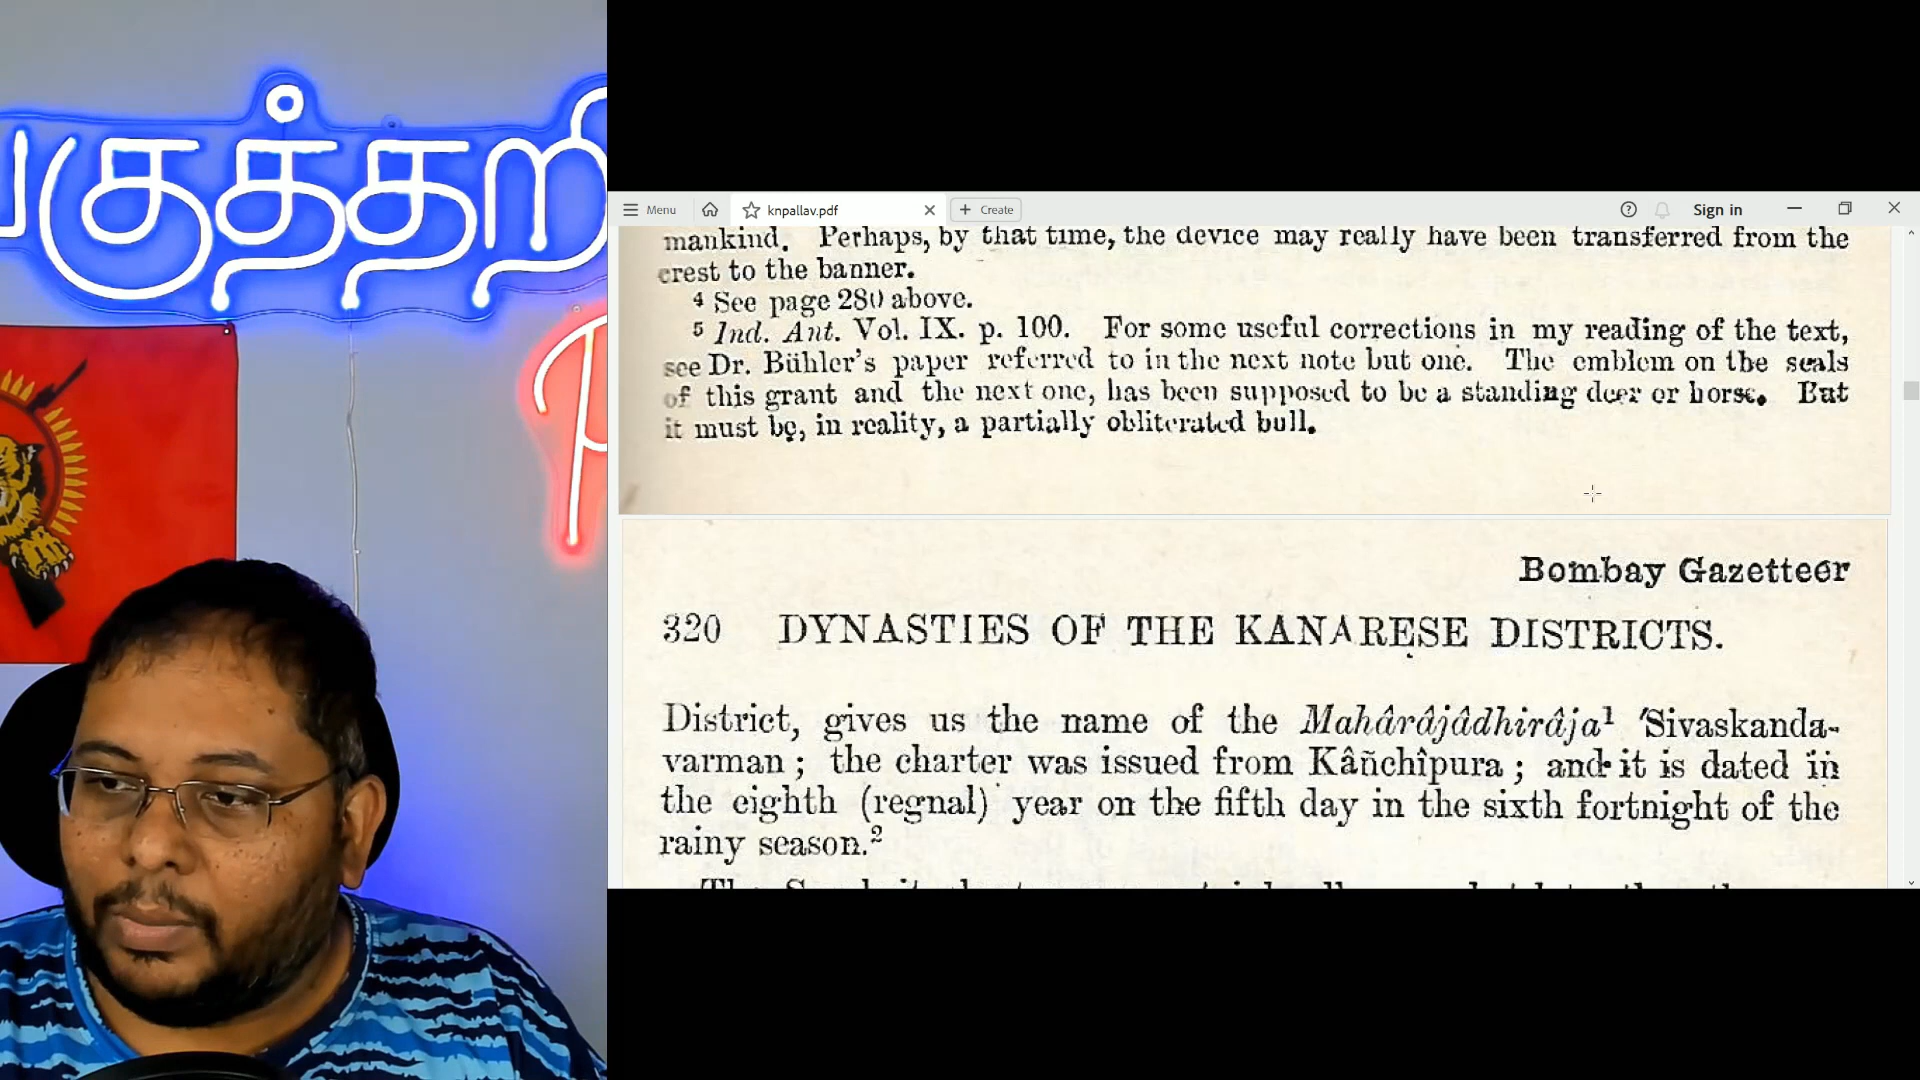 குத்தறி
Menu
knpallav.pdf
Create
Sign in
mankind. Perhaps, by that time, the device may really have been transferred from the
crest to the banner.
4 See page 280 above.
5 Ind. Ant. Vol. IX. p. 100. For some useful corrections in my reading of the text,
see Dr. Bühler's paper referred to in the next note but one. The emblem on the seals
of this grant and the next one, has been supposed to be a standing deer or horse. But
it must be, in reality, a partially obliterated bull.
Bombay Gazetteer
320 DYNASTIES OF THE KANARESE DISTRICTS.
District, gives us the name of the Mahârâjâdhirâja1 'Sivaskanda-
varman; the charter was issued from Kâñchîpura; and it is dated in
the eighth (regnal) year on the fifth day in the sixth fortnight of the
rainy season.2